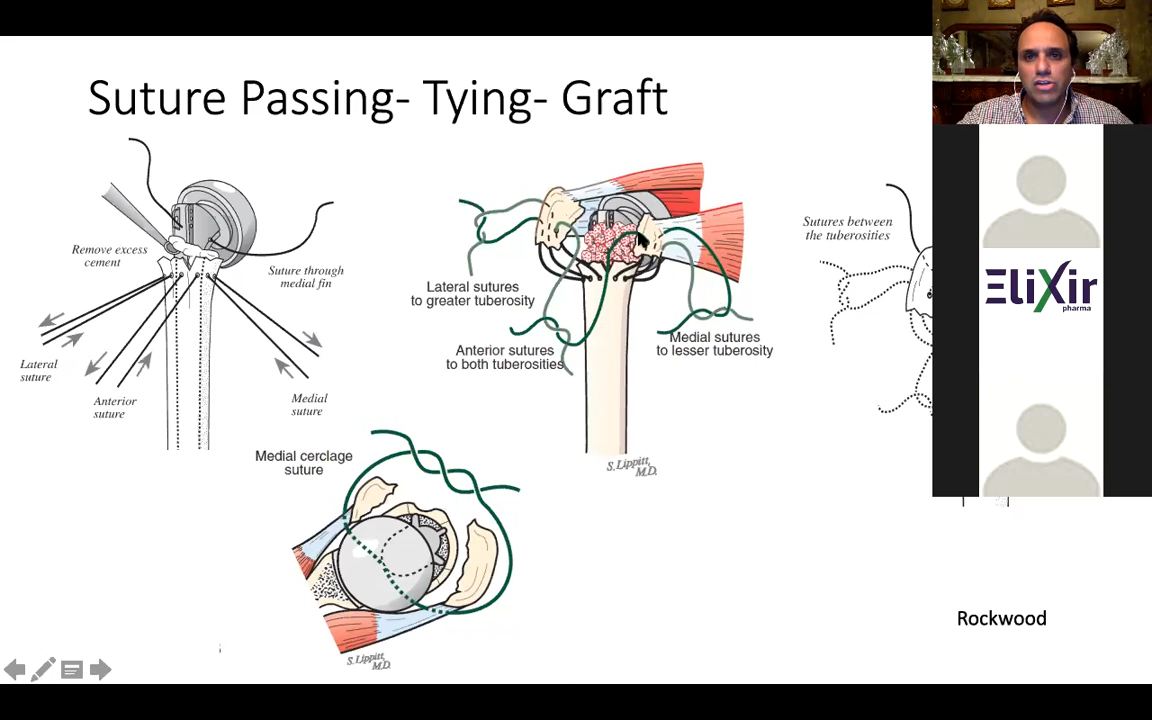 Suture Passing- Tying- Graft
Remove excess
cement
Suture through
medial fin
Lateral
suture
Anterior
suture
Medial
suture
Lateral sutures
to greater tuberosity
Anterior sutures
to both tuberosities
Medial sutures
to lesser tuberosity
S. Lippitt,
M.D.
Sutures between
the tuberosities
Medial cerclage
suture
S. Lippitt,
M.D.
Rockwood
EliXir
pharma